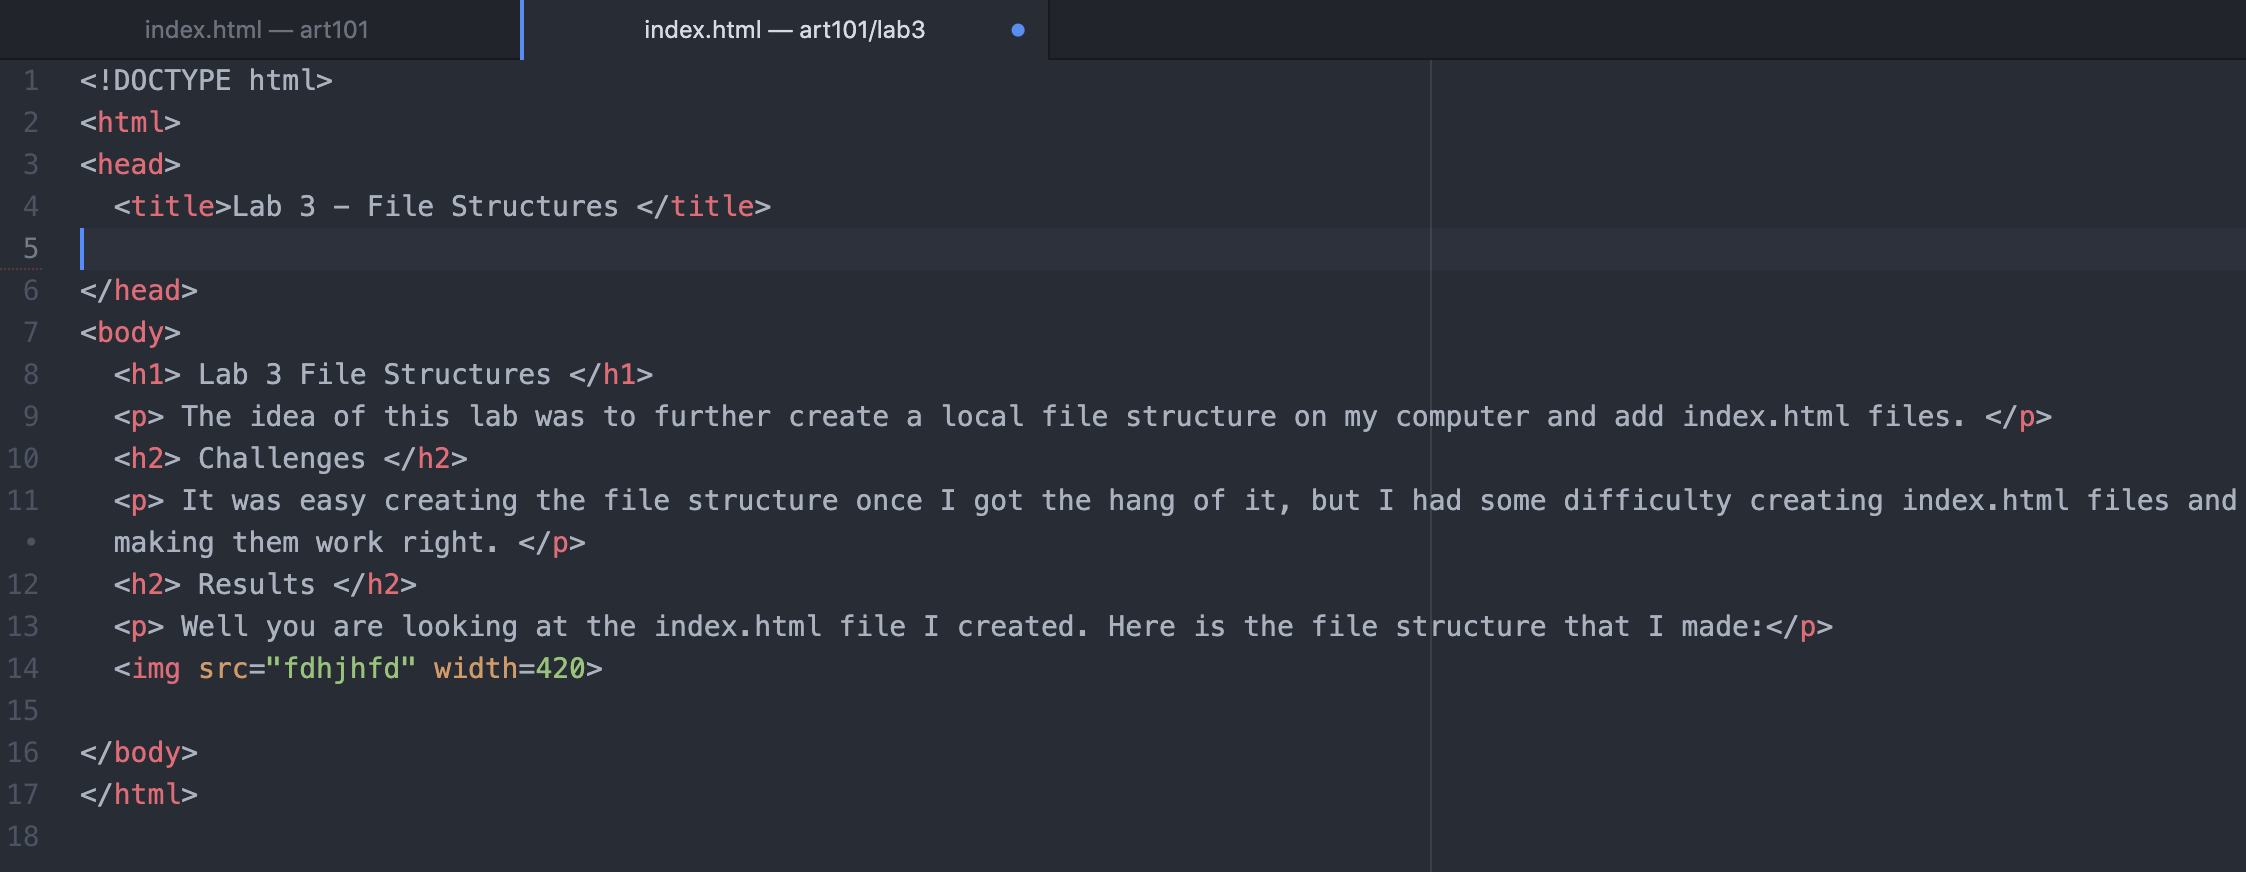 index.html — art101
index.html — art101/lab3
1 <!DOCTYPE html>
2 <html>
3 <head>
4 <title>Lab 3 - File Structures </title>
5
6 </head>
7 <body>
8 <h1> Lab 3 File Structures </h1>
9 <p> The idea of this lab was to further create a local file structure on my computer and add index.html files. </p>
10 <h2> Challenges </h2>
11 <p> It was easy creating the file structure once I got the hang of it, but I had some difficulty creating index.html files and
• making them work right. </p>
12 <h2> Results </h2>
13 <p> Well you are looking at the index.html file I created. Here is the file structure that I made:</p>
14 <img src="fdhjhfd" width=420>
15
16 </body>
17 </html>
18